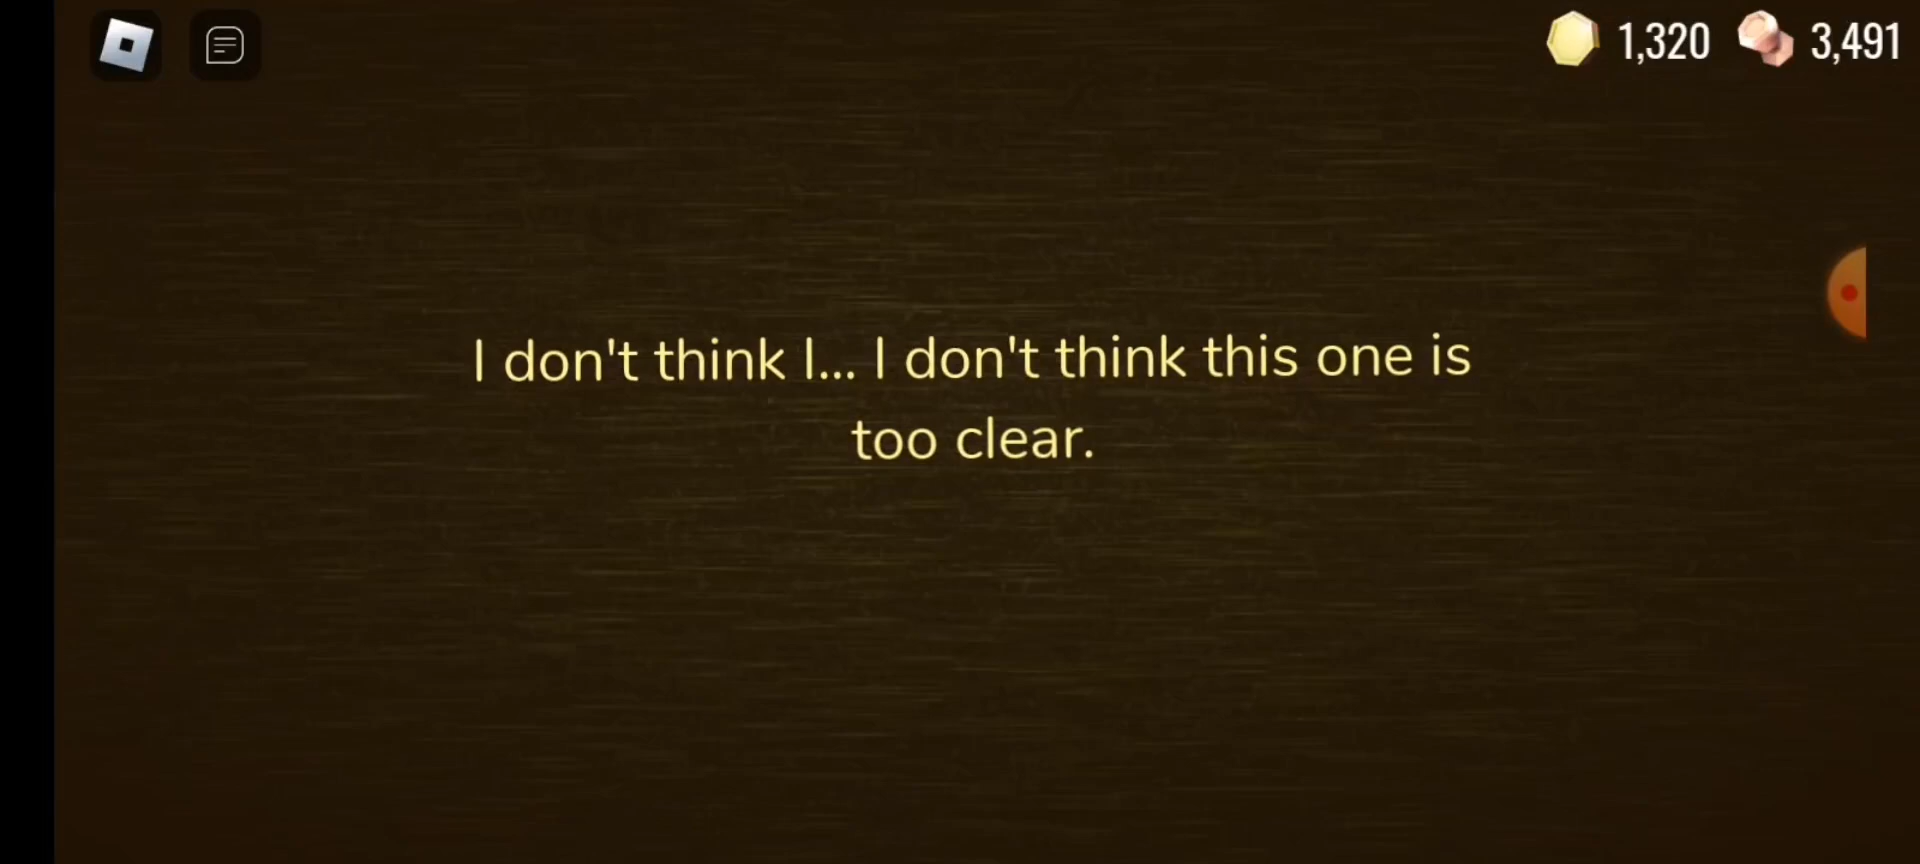 1,320 3,491
I don't think I... I don't think this one is
too clear.